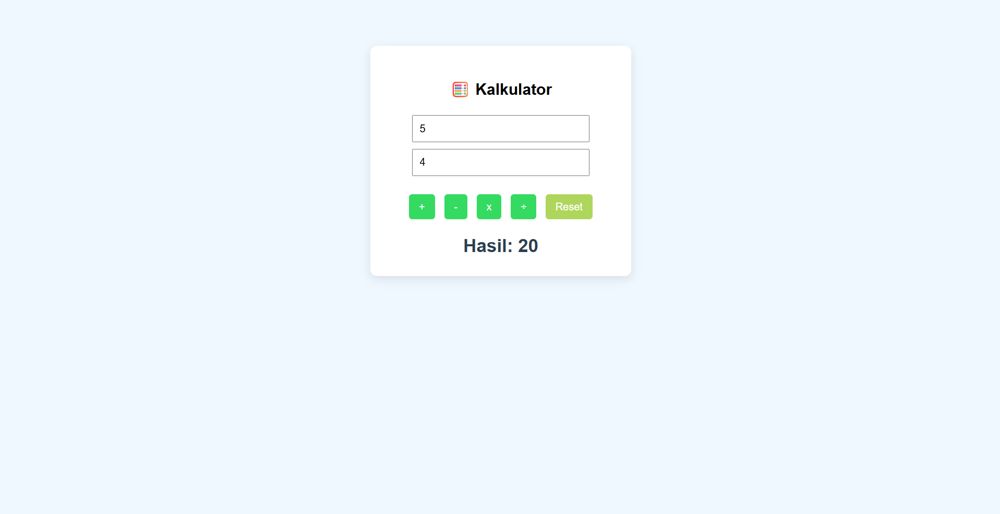 🧮 Kalkulator
5
4
+ - x ÷ Reset
Hasil: 20